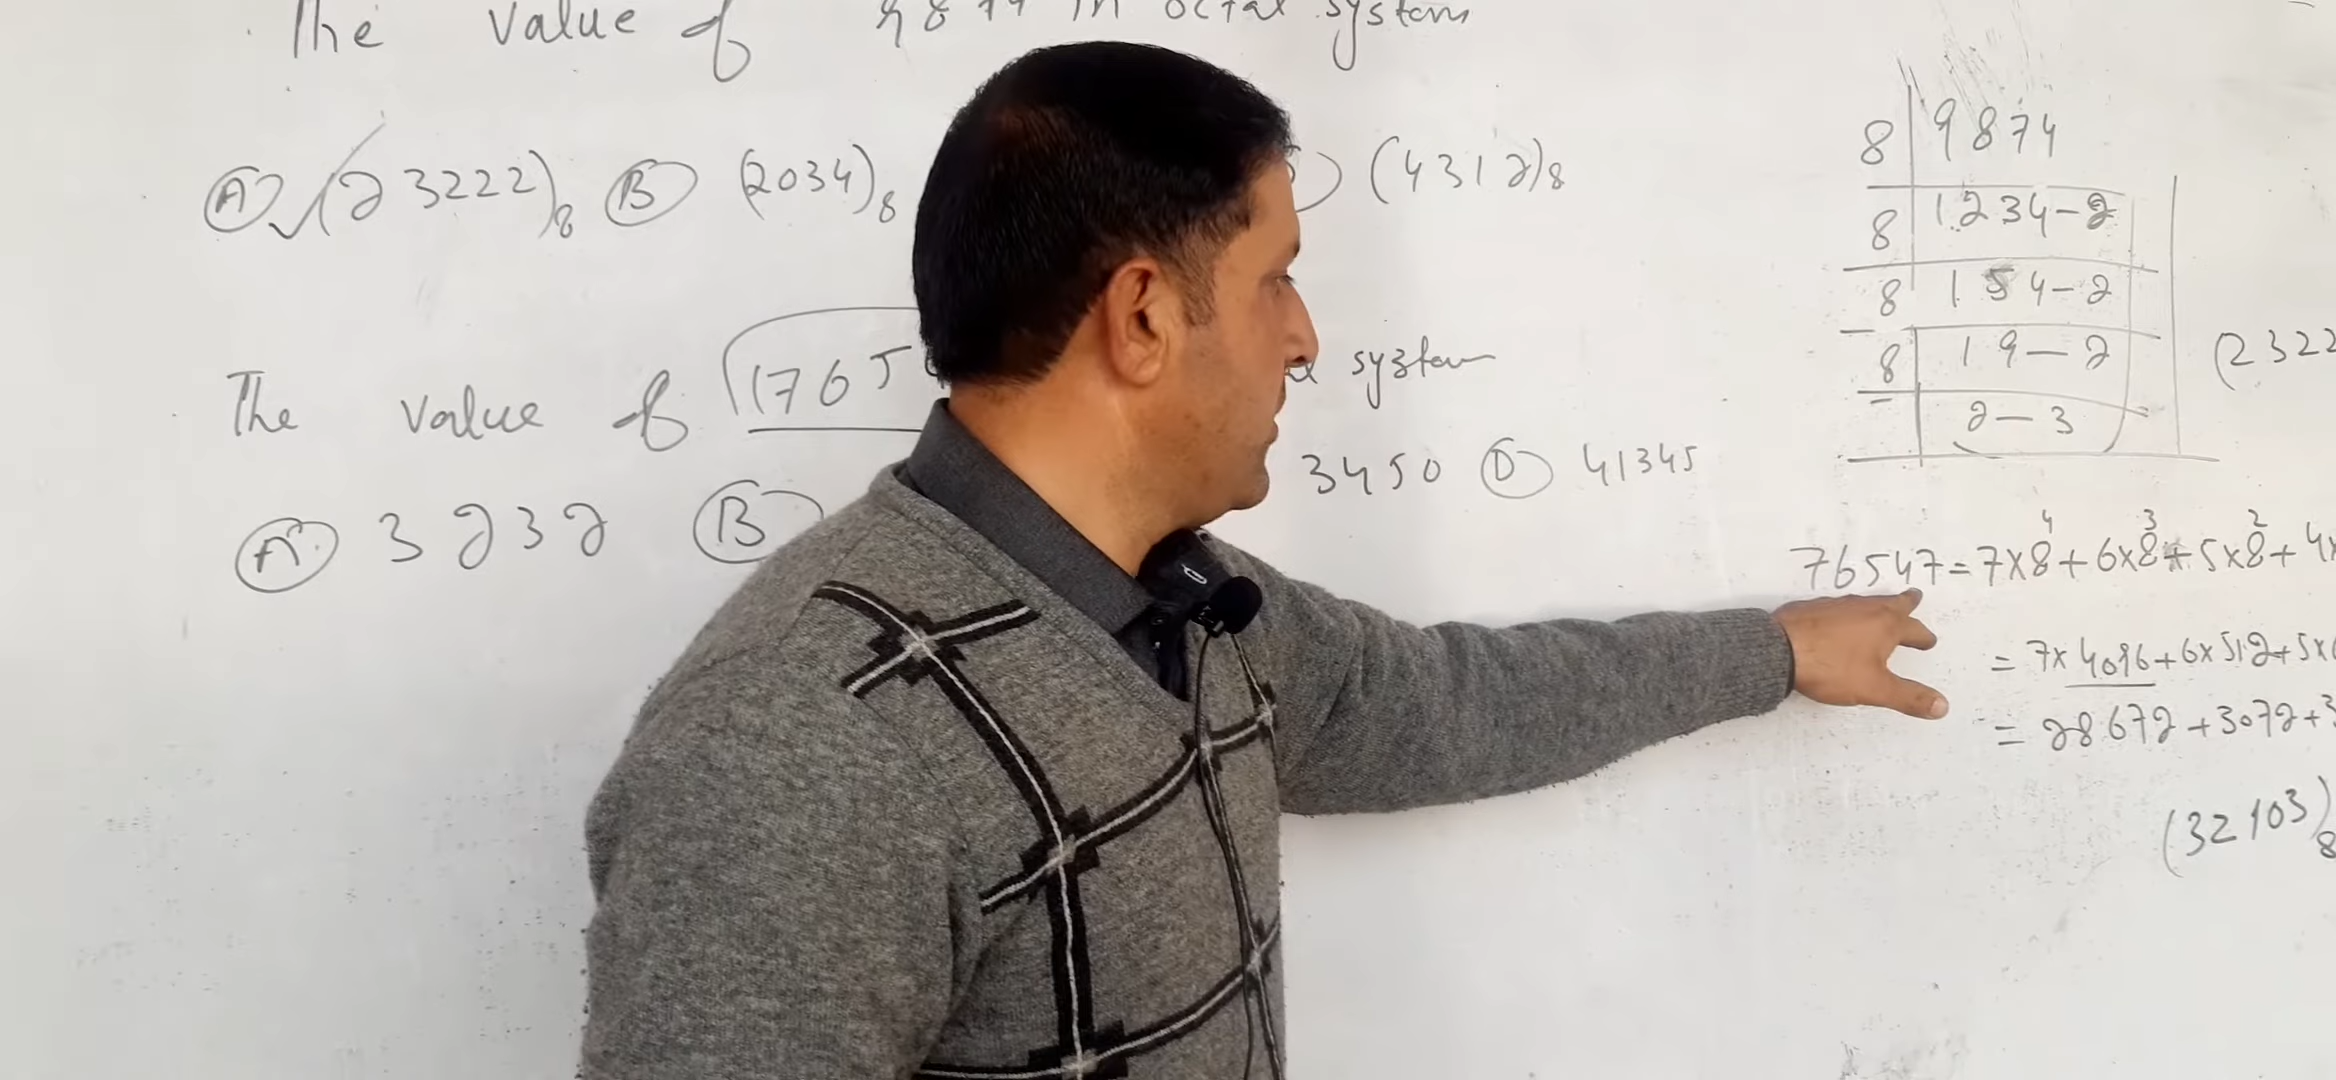 The value of 9874 in octal system
A ✓ (23222)8 B (2034)8 ) (4312)8
The value of 1765 system
A 3232 B 3450 D 41345
8 | 9874
8 | 1234-2
8 | 154-2
8 | 19-2
2-3
(2322
76547=7×8⁴+6×8³+5×8²+4×
=7×4096+6×512+5×6
=28672+3072+3
(32103)8